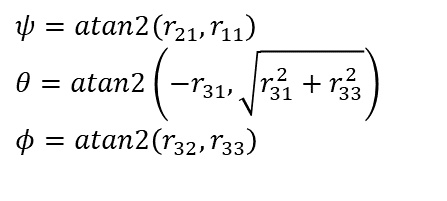 ψ = atan2(r₂₁, r₁₁)
θ = atan2(−r₃₁, √(r₃₁² + r₃₃²))
ϕ = atan2(r₃₂, r₃₃)